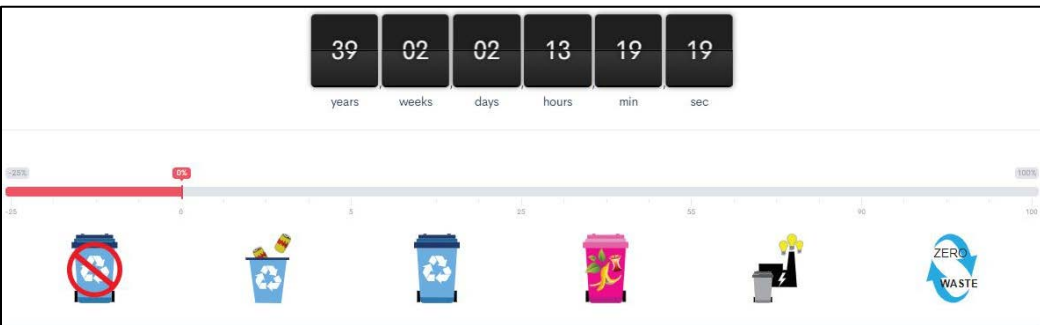 39 02 02 13 19 19
years weeks days hours min sec
-25% 0% 100%
-25 0 5 25 55 90 100
ZERO
WASTE